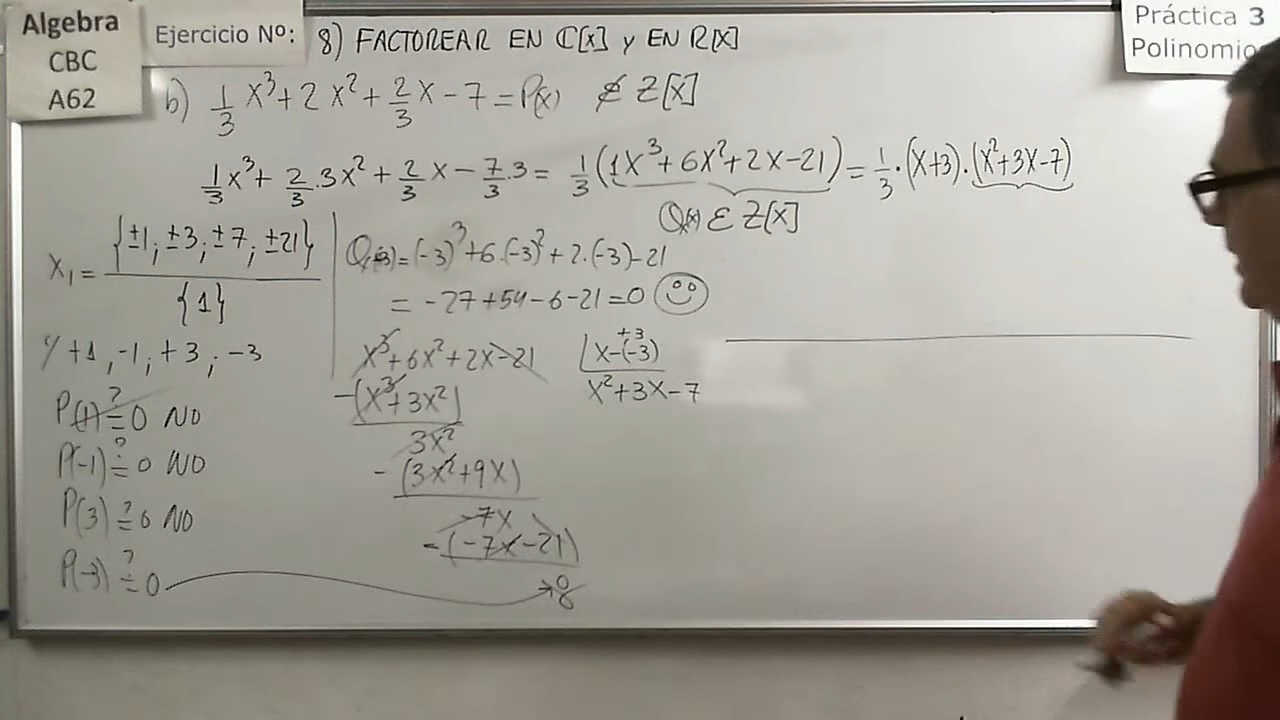 Algebra
CBC
A62
Ejercicio Nº:
8) FACTOREAR EN C[x] y EN R[X]
Práctica 3
Polinomio
b) 1/3 x³ + 2x² + 2/3 x - 7 = P(x) ∉ Z[x]
1/3 x³ + 2/3 .3x² + 2/3 x - 7/3 .3 = 1/3 (1x³ + 6x² + 2x - 21) = 1/3 . (x+3) . (x²+3x-7)
Q(x) ∈ Z[x]
X₁ = {±1; ±3; ±7; ±21} / {1}
+1, -1; +3; -3
P(1) ≟ 0 NO
P(-1) ≟ 0 NO
P(3) ≟ 0 NO
P(-3) ≟ 0
Q(-3) = (-3)³ + 6.(-3)² + 2.(-3) - 21
= -27 + 54 - 6 - 21 = 0
x³ + 6x² + 2x - 21 | x - (-3)
+3
-(x³ + 3x²)
x² + 3x - 7
3x²
-(3x² + 9x)
-7x
-(-7x - 21)
0